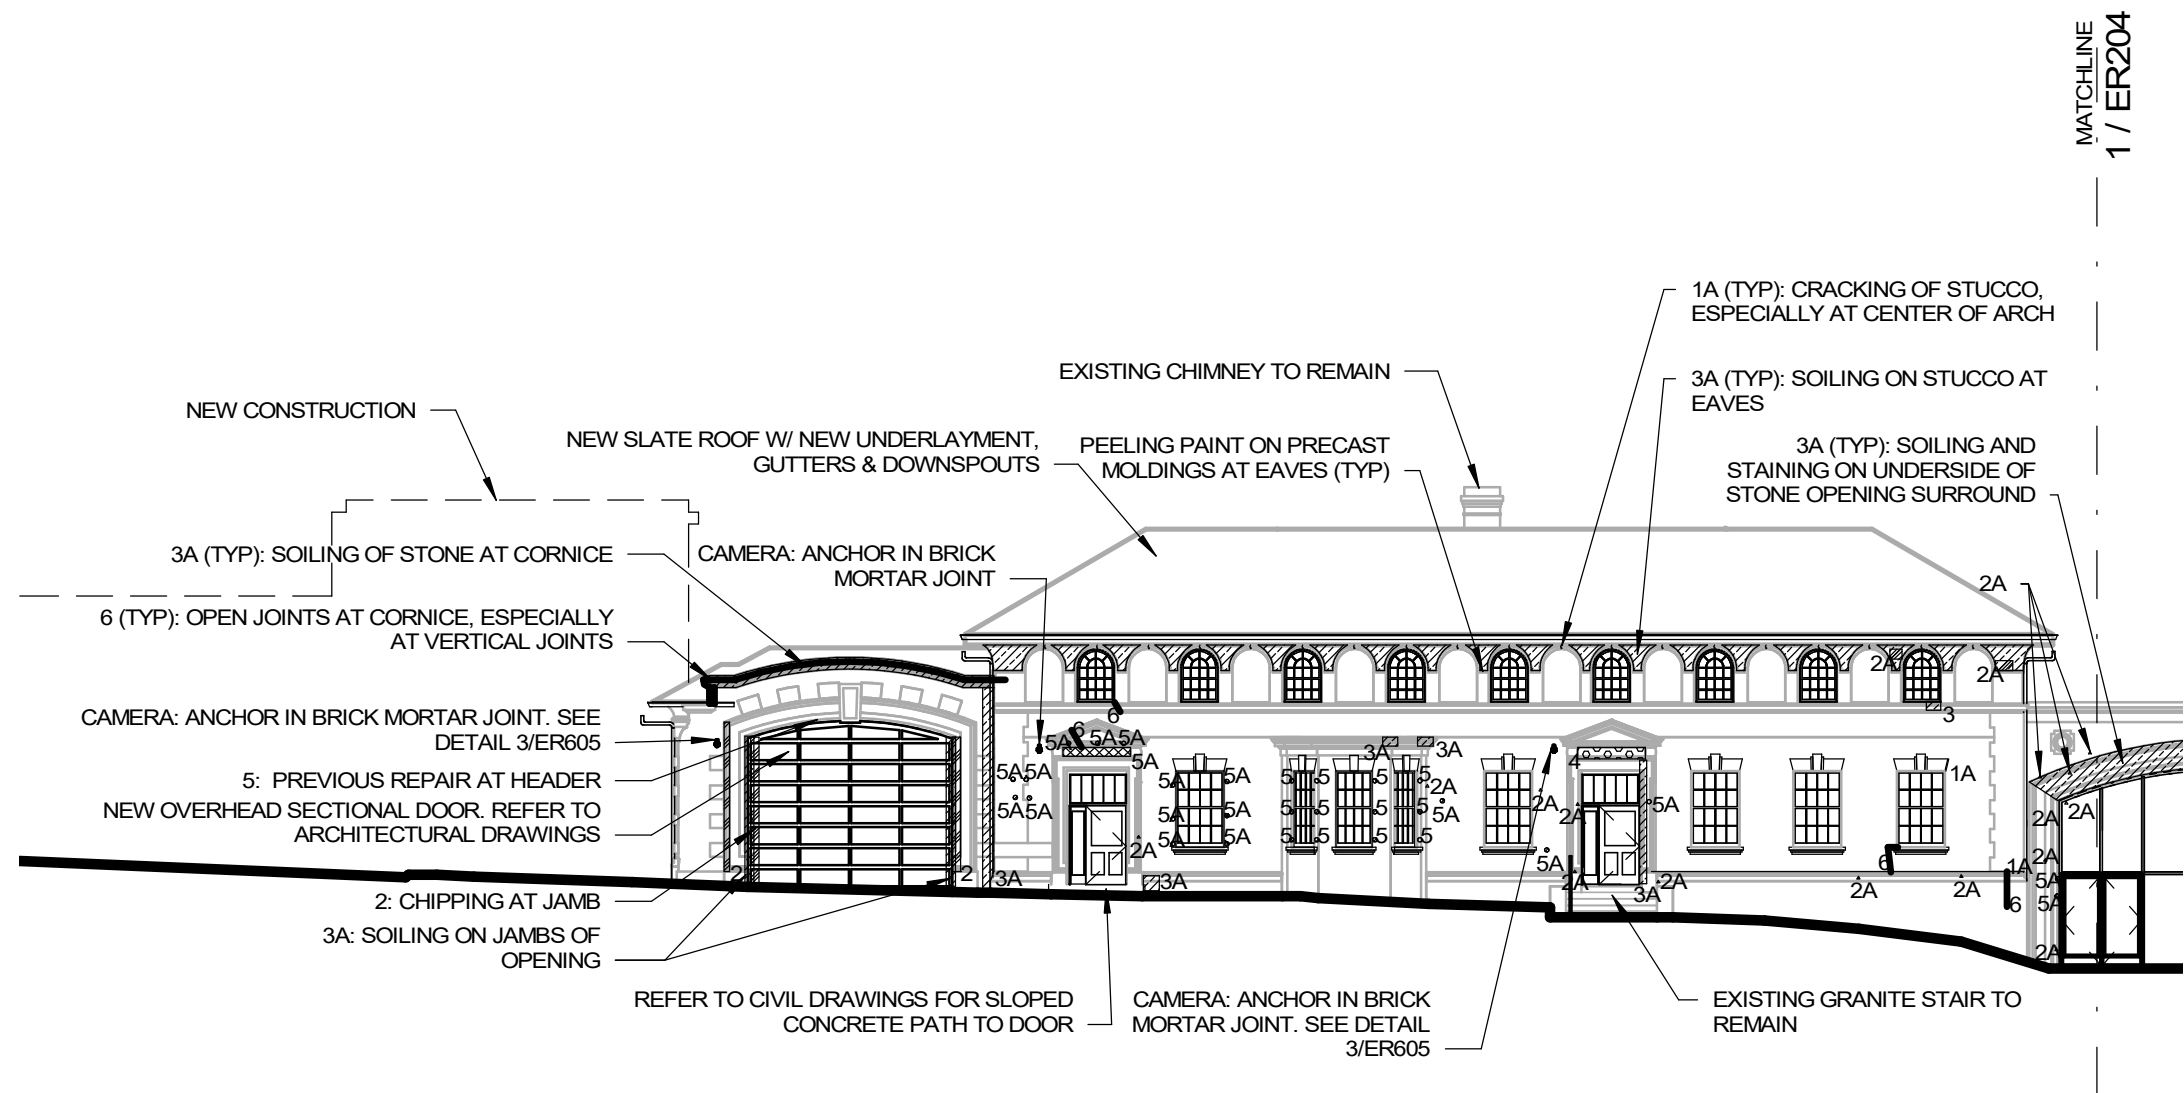 MATCHLINE
1 / ER204
1A (TYP): CRACKING OF STUCCO,
ESPECIALLY AT CENTER OF ARCH
EXISTING CHIMNEY TO REMAIN
3A (TYP): SOILING ON STUCCO AT
EAVES
NEW CONSTRUCTION
NEW SLATE ROOF W/ NEW UNDERLAYMENT,
GUTTERS & DOWNSPOUTS
PEELING PAINT ON PRECAST
MOLDINGS AT EAVES (TYP)
3A (TYP): SOILING AND
STAINING ON UNDERSIDE OF
STONE OPENING SURROUND
3A (TYP): SOILING OF STONE AT CORNICE
CAMERA: ANCHOR IN BRICK
MORTAR JOINT
2A
6 (TYP): OPEN JOINTS AT CORNICE, ESPECIALLY
AT VERTICAL JOINTS
2A
2A
CAMERA: ANCHOR IN BRICK MORTAR JOINT. SEE
DETAIL 3/ER605
6
3
6
5A 5A 5A
3A
3A
5A
4
5: PREVIOUS REPAIR AT HEADER
5A 5A
5A
5A
5
5
5
5
1A
2A
NEW OVERHEAD SECTIONAL DOOR. REFER TO
ARCHITECTURAL DRAWINGS
5A 5A
5A
5A
5
5
5
5
5A
2A
2A
5A
2A
2A
5A
5A
5
5
5
5
2A
5A
6
2A
1A
2
2
3A
3A
2A
2A
3A
2A
2A
5A
6
5A
2: CHIPPING AT JAMB
3A: SOILING ON JAMBS OF
OPENING
2A
REFER TO CIVIL DRAWINGS FOR SLOPED
CONCRETE PATH TO DOOR
CAMERA: ANCHOR IN BRICK
MORTAR JOINT. SEE DETAIL
3/ER605
EXISTING GRANITE STAIR TO
REMAIN